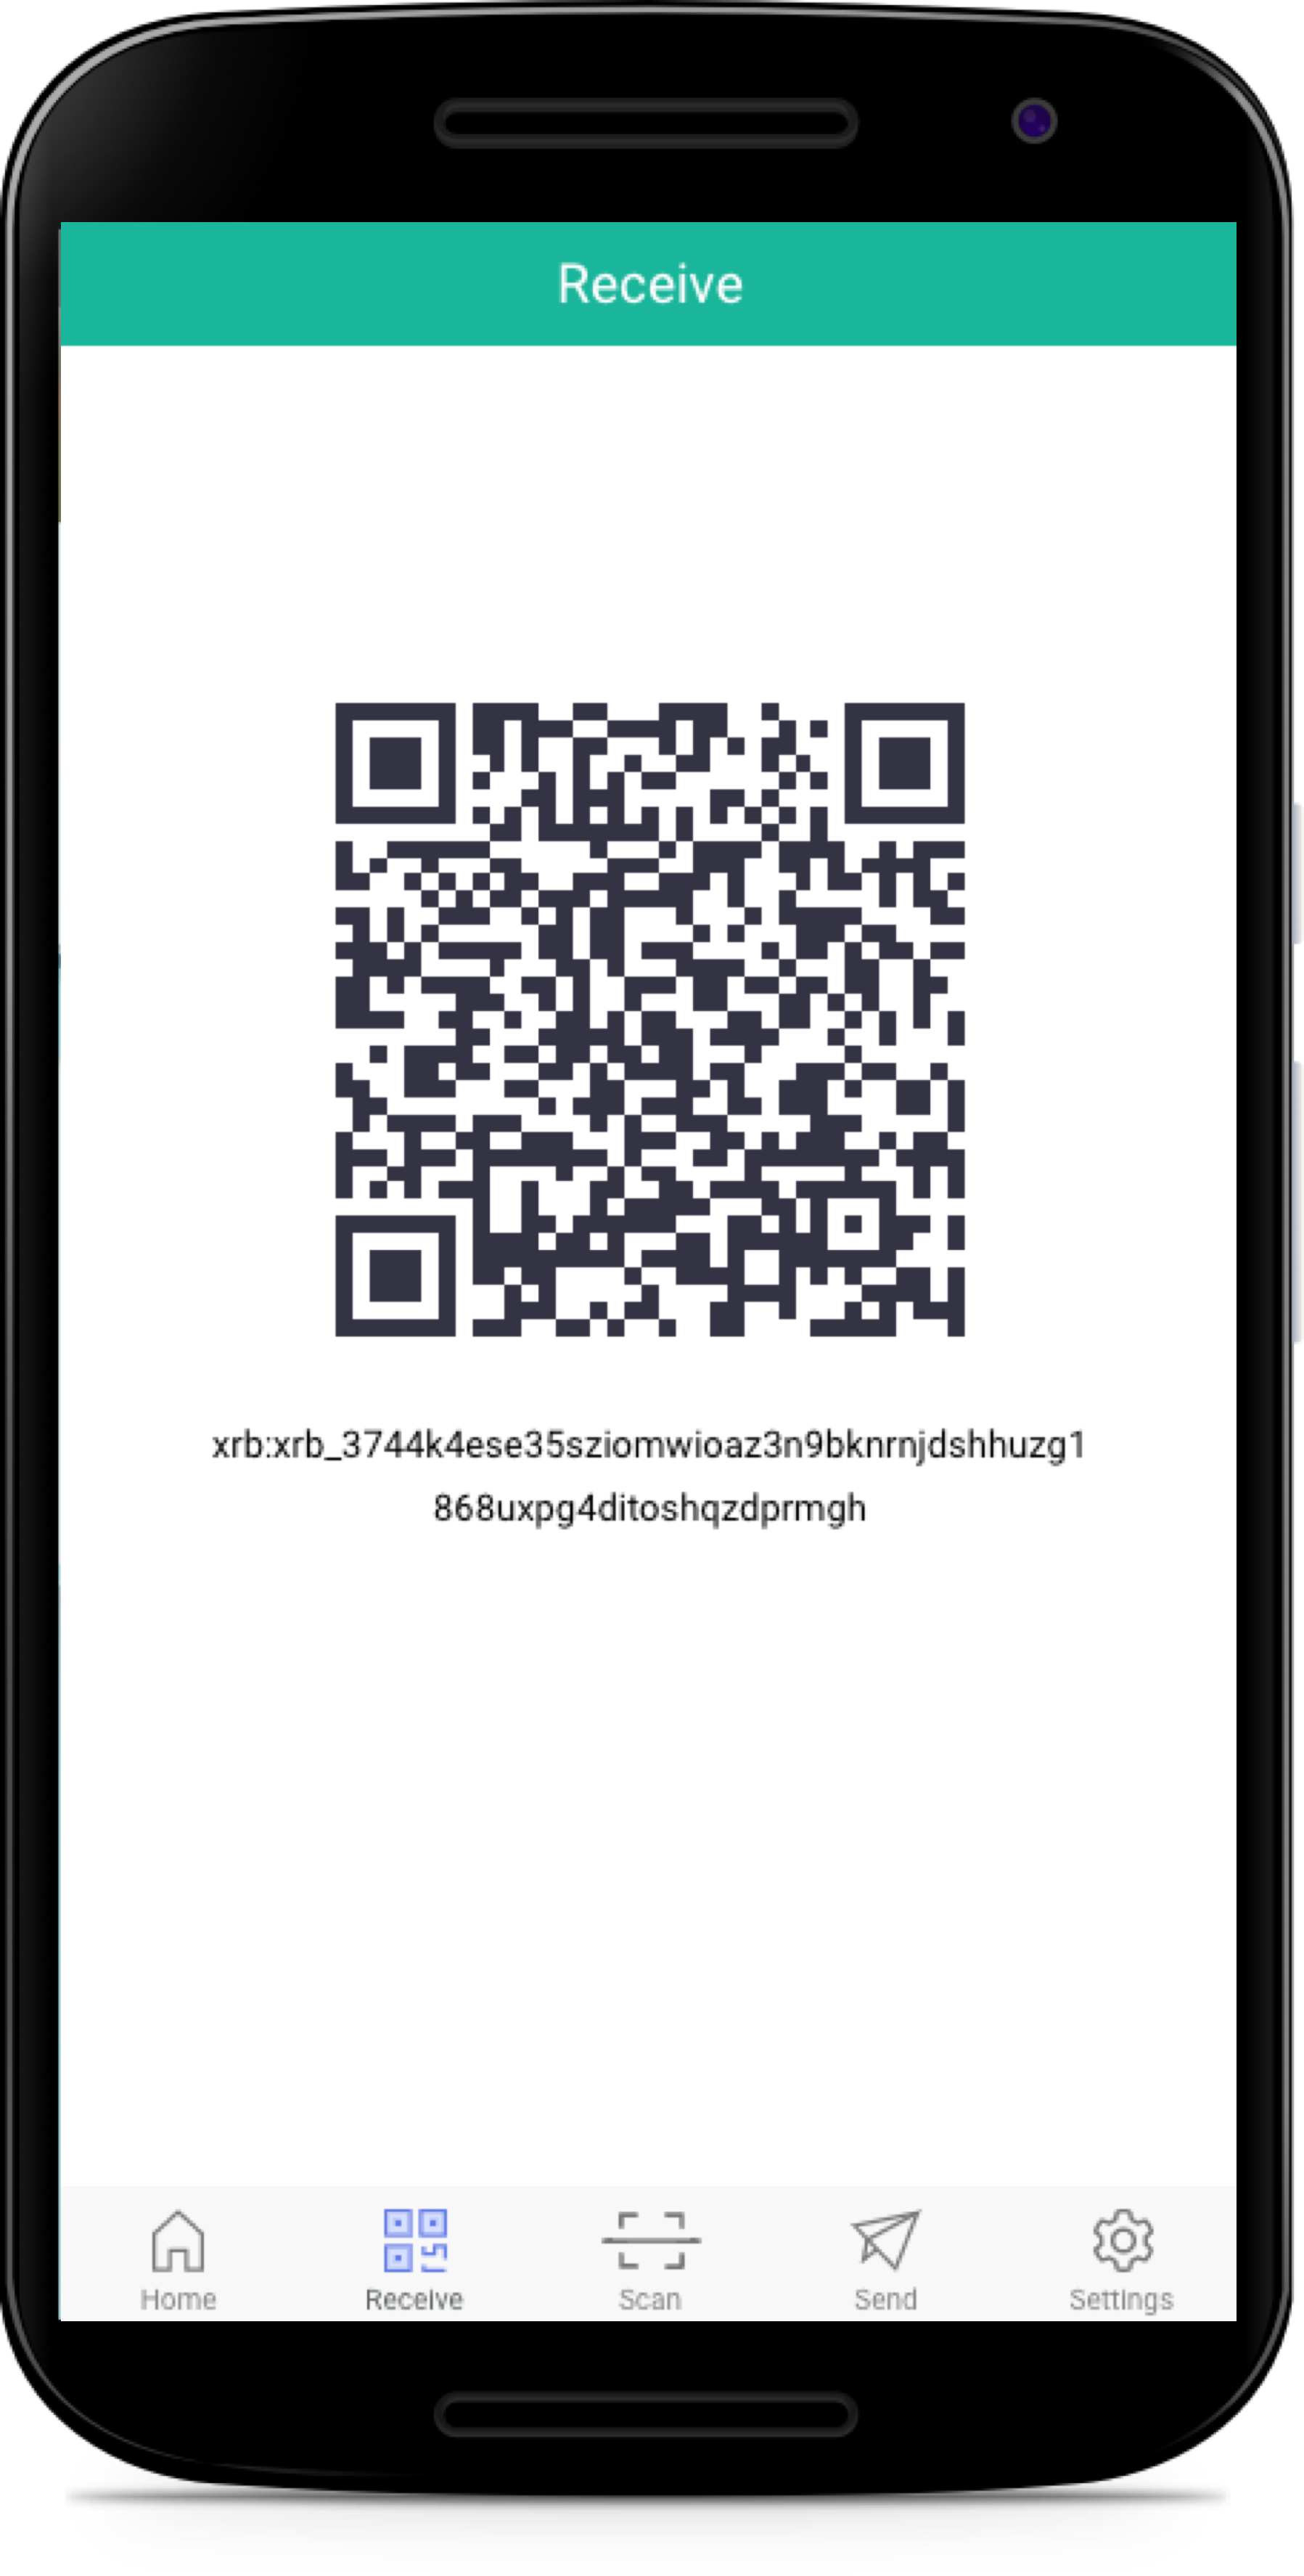 Receive
xrb:xrb_3744k4ese35sziomwioaz3n9bknrnjdshhuzg1
868uxpg4ditoshqzdprmgh
Home Receive Scan Send Settings